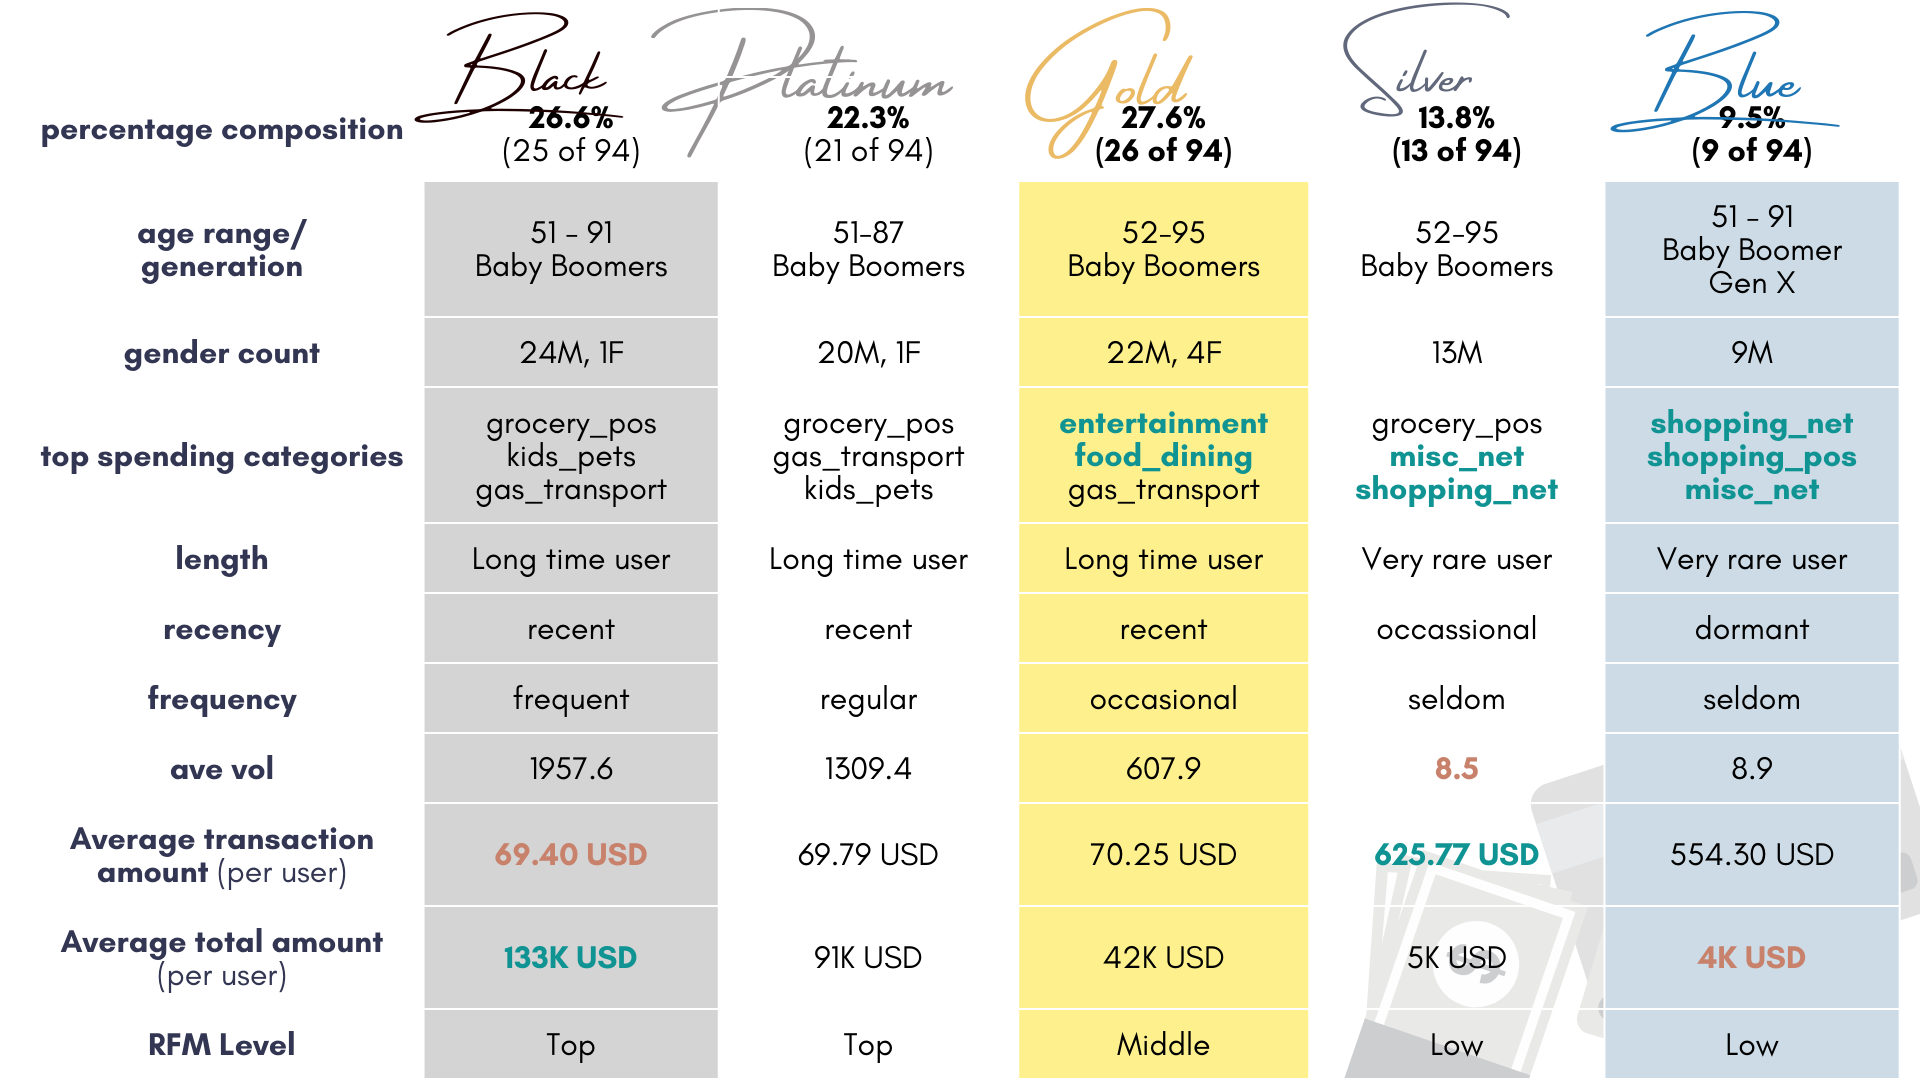 Black Platinum Gold Silver Blue
percentage composition
26.6% 22.3% 27.6% 13.8% 9.5%
(25 of 94) (21 of 94) (26 of 94) (13 of 94) (9 of 94)
age range/
generation
51 - 91
Baby Boomers
51-87
Baby Boomers
52-95
Baby Boomers
52-95
Baby Boomers
51 - 91
Baby Boomer
Gen X
gender count
24M, 1F 20M, 1F 22M, 4F 13M 9M
top spending categories
grocery_pos
kids_pets
gas_transport
grocery_pos
gas_transport
kids_pets
entertainment
food_dining
gas_transport
grocery_pos
misc_net
shopping_net
shopping_net
shopping_pos
misc_net
length Long time user Long time user Long time user Very rare user Very rare user
recency recent recent recent occassional dormant
frequency frequent regular occasional seldom seldom
ave vol 1957.6 1309.4 607.9 8.5 8.9
Average transaction
amount (per user)
69.40 USD 69.79 USD 70.25 USD 625.77 USD 554.30 USD
Average total amount
(per user)
133K USD 91K USD 42K USD 5K USD 4K USD
RFM Level Top Top Middle Low Low